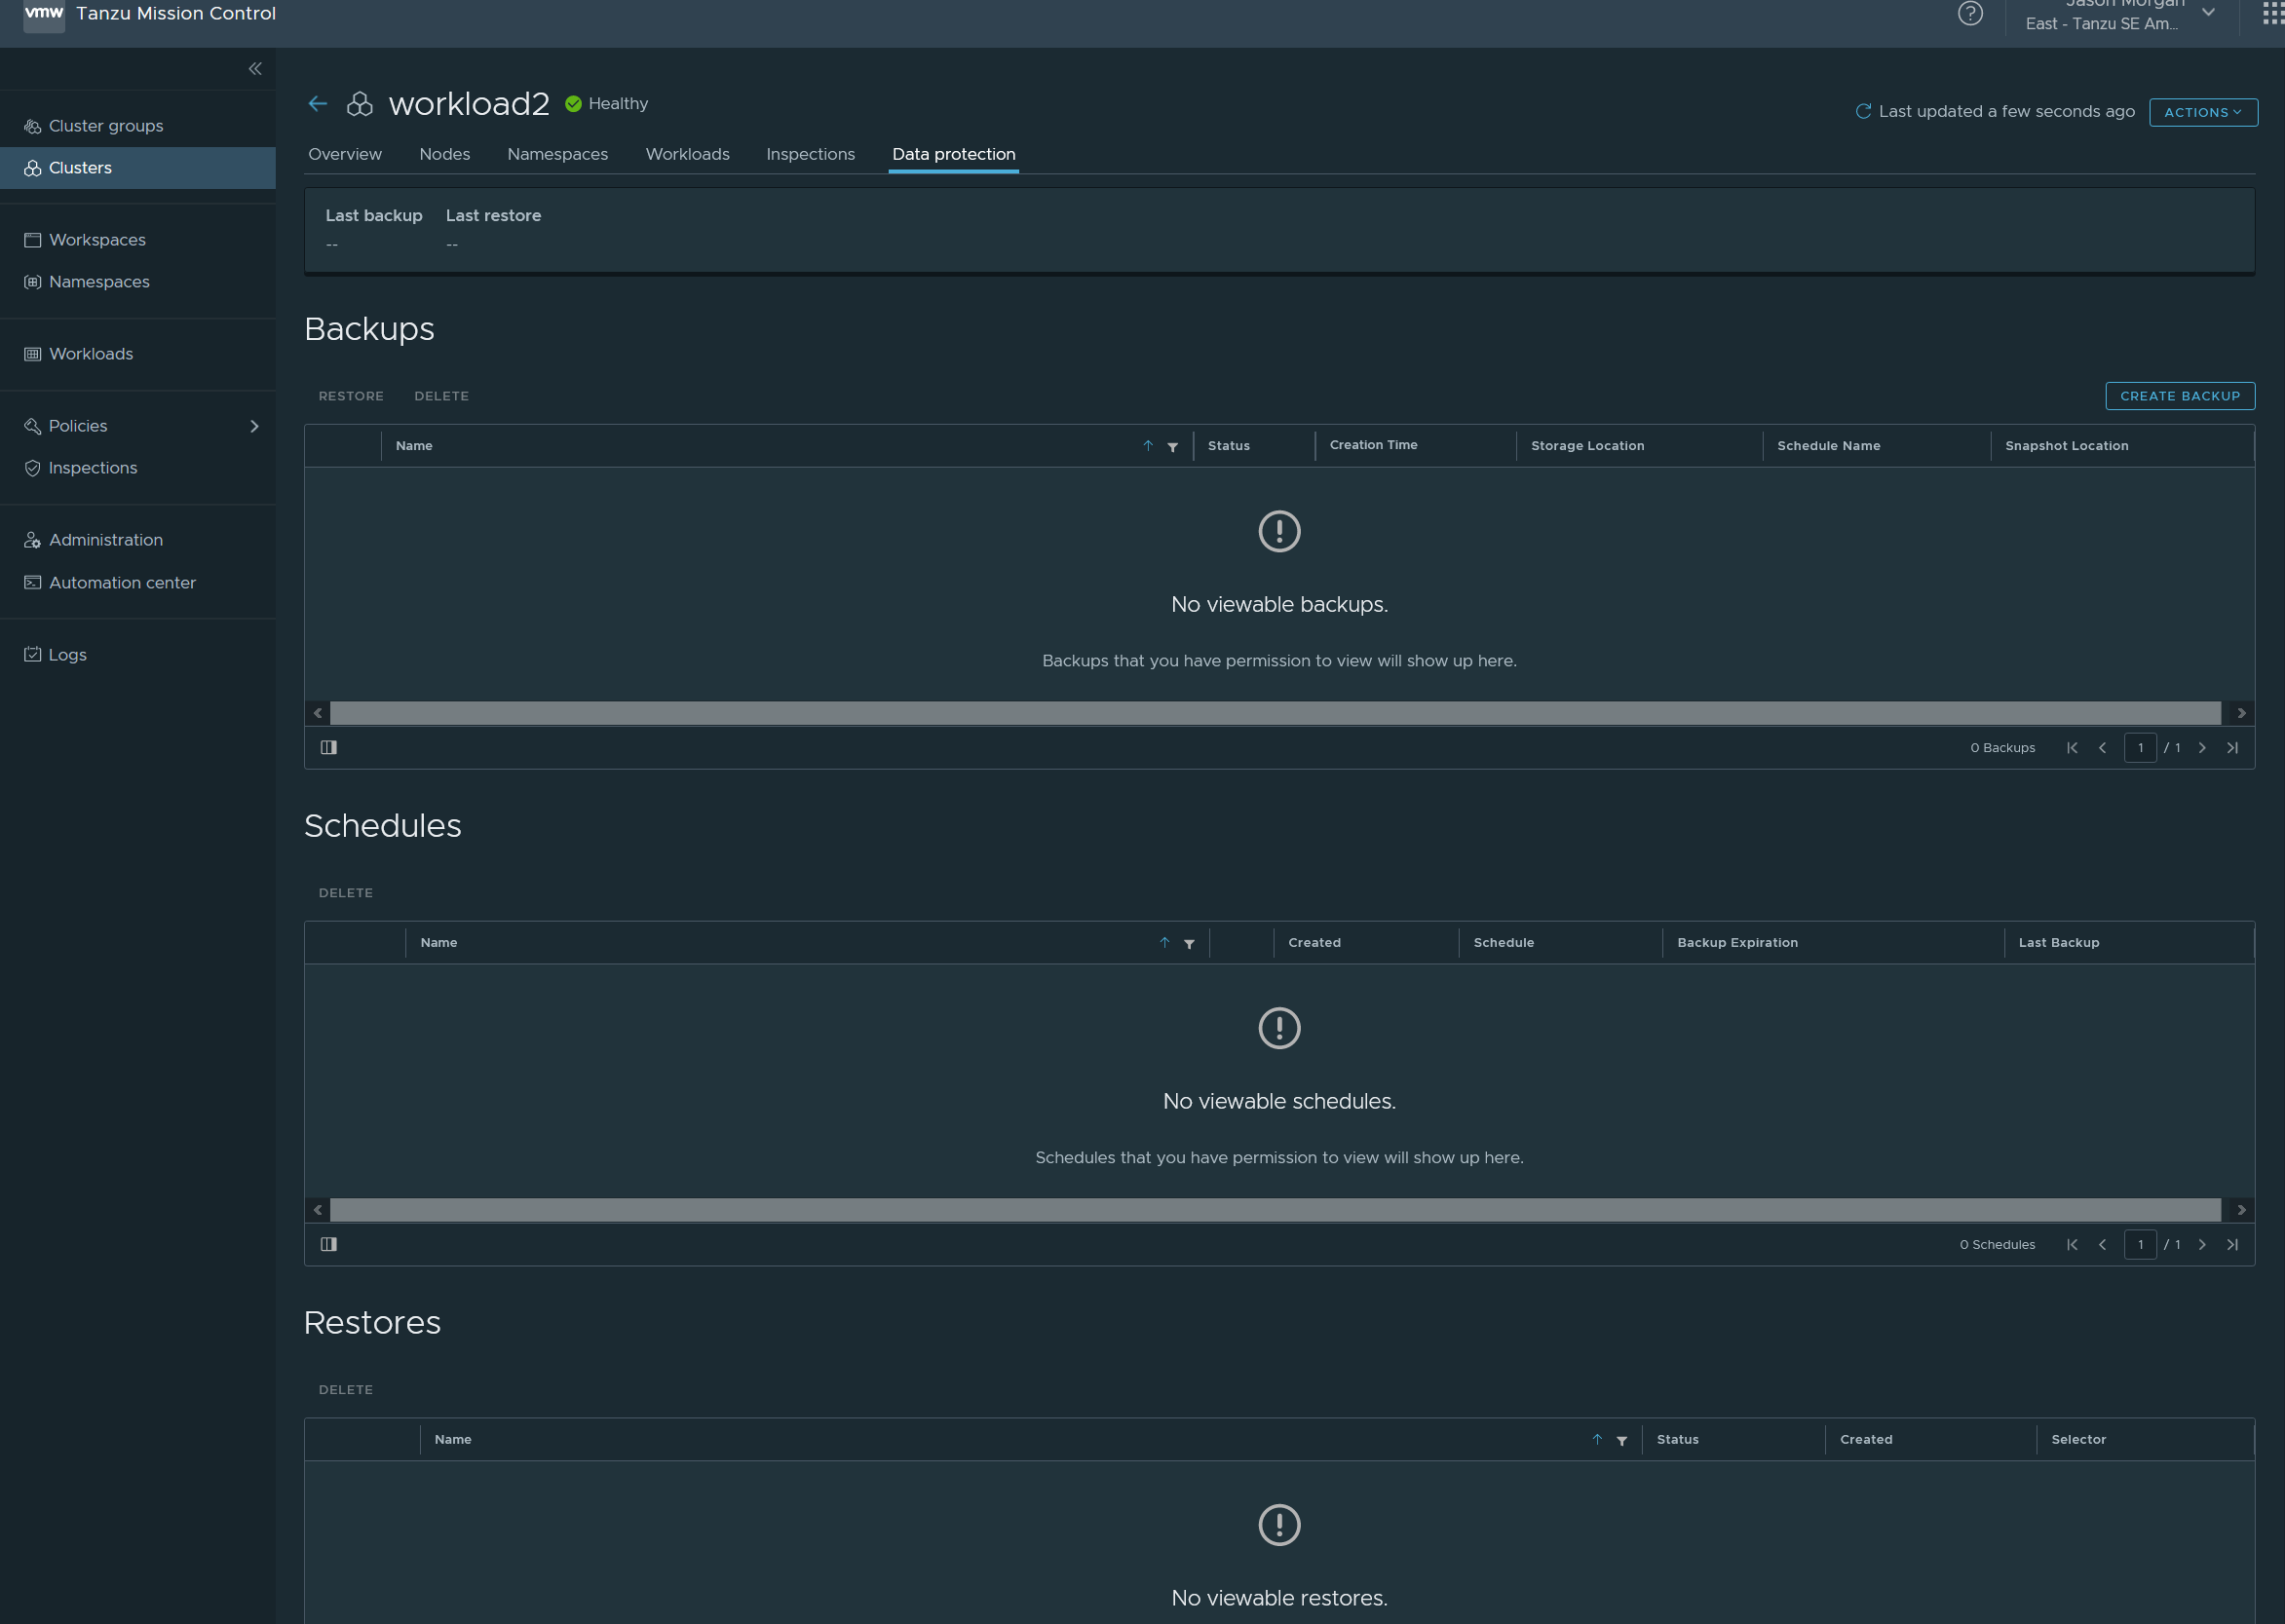 vmw Tanzu Mission Control
Jason Morgan
East - Tanzu SE Am...
Cluster groups
Clusters
Workspaces
Namespaces
Workloads
Policies
Inspections
Administration
Automation center
Logs
workload2 Healthy
Last updated a few seconds ago ACTIONS
Overview Nodes Namespaces Workloads Inspections Data protection
Last backup Last restore
-- --
Backups
RESTORE DELETE CREATE BACKUP
Name Status Creation Time Storage Location Schedule Name Snapshot Location
No viewable backups.
Backups that you have permission to view will show up here.
0 Backups 1 / 1
Schedules
DELETE
Name Created Schedule Backup Expiration Last Backup
No viewable schedules.
Schedules that you have permission to view will show up here.
0 Schedules 1 / 1
Restores
DELETE
Name Status Created Selector
No viewable restores.